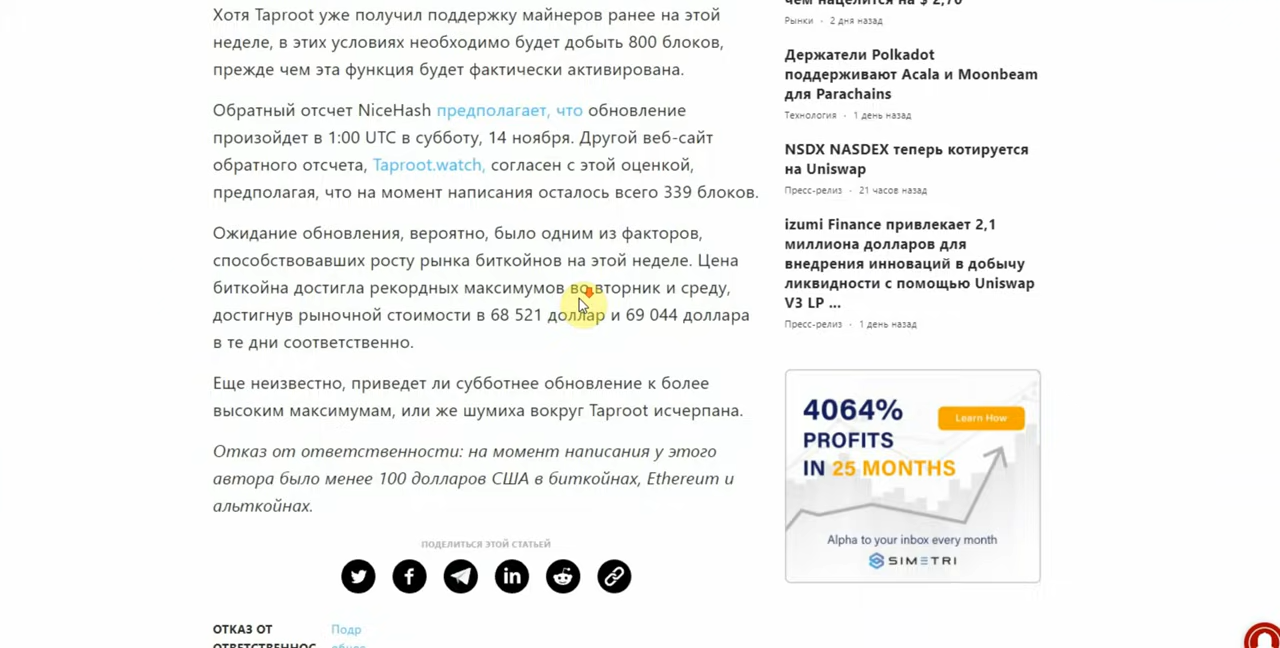 Хотя Taproot уже получил поддержку майнеров ранее на этой
неделе, в этих условиях необходимо будет добыть 800 блоков,
прежде чем эта функция будет фактически активирована.
Обратный отсчет NiceHash предполагает, что обновление
произойдет в 1:00 UTC в субботу, 14 ноября. Другой веб-сайт
обратного отсчета, Taproot.watch, согласен с этой оценкой,
предполагая, что на момент написания осталось всего 339 блоков.
Ожидание обновления, вероятно, было одним из факторов,
способствовавших росту рынка биткойнов на этой неделе. Цена
биткойна достигла рекордных максимумов во вторник и среду,
достигнув рыночной стоимости в 68 521 доллар и 69 044 доллара
в те дни соответственно.
Еще неизвестно, приведет ли субботнее обновление к более
высоким максимумам, или же шумиха вокруг Taproot исчерпана.
Отказ от ответственности: на момент написания у этого
автора было менее 100 долларов США в биткойнах, Ethereum и
альткойнах.
ПОДЕЛИТЬСЯ ЭТОЙ СТАТЬЕЙ
ОТКАЗ ОТ Подр
Рынки · 2 дня назад
Держатели Polkadot
поддерживают Acala и Moonbeam
для Parachains
Технология · 1 день назад
NSDX NASDEX теперь котируется
на Uniswap
Пресс-релиз · 21 часов назад
izumi Finance привлекает 2,1
миллиона долларов для
внедрения инноваций в добычу
ликвидности с помощью Uniswap
V3 LP ...
Пресс-релиз · 1 день назад
4064% Learn How
PROFITS
IN 25 MONTHS
Alpha to your inbox every month
SIMETRI